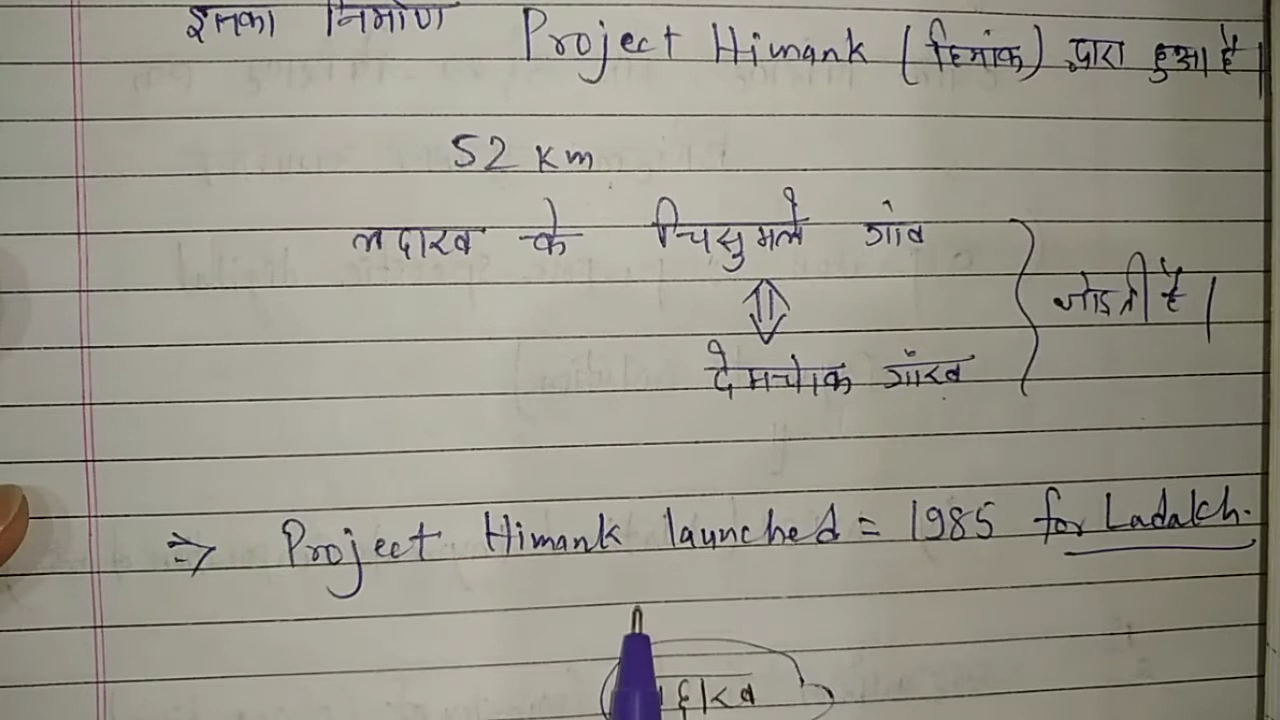 इसका निर्माण Project Himank (हिमांक) द्वारा हुआ है।
52 km
लद्दाख के चिसुमले गांव
जोड़ती है।
देमचोक गांव
⇒ Project Himank launched = 1985 for Ladakh.